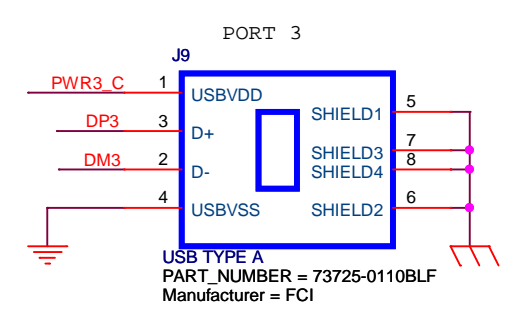 PORT 3
J9
PWR3_C 1 USBVDD SHIELD1 5
DP3 3 D+ SHIELD3 7
DM3 2 D- SHIELD4 8
4 USBVSS SHIELD2 6
USB TYPE A
PART_NUMBER = 73725-0110BLF
Manufacturer = FCI